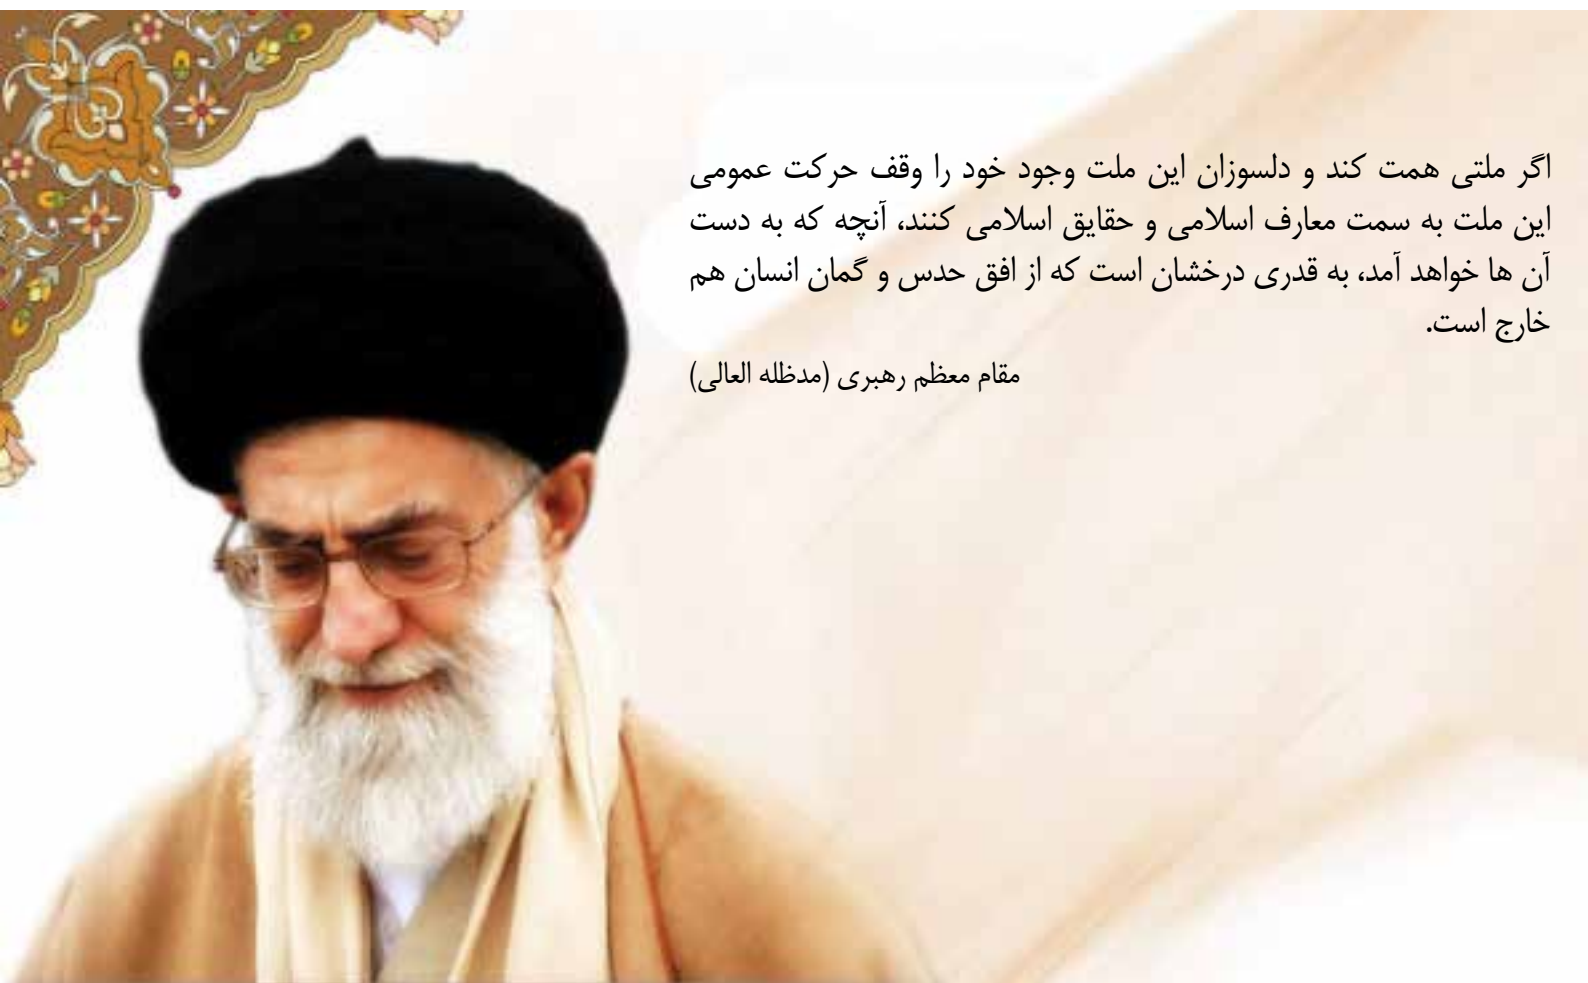 اگر ملتی همت کند و دلسوزان این ملت وجود خود را وقف حرکت عمومی
این ملت به سمت معارف اسلامی و حقایق اسلامی کنند، آنچه که به دست
آن ها خواهد آمد، به قدری درخشان است که از افق حدس و گمان انسان هم
خارج است.
مقام معظم رهبری (مدظله العالی)